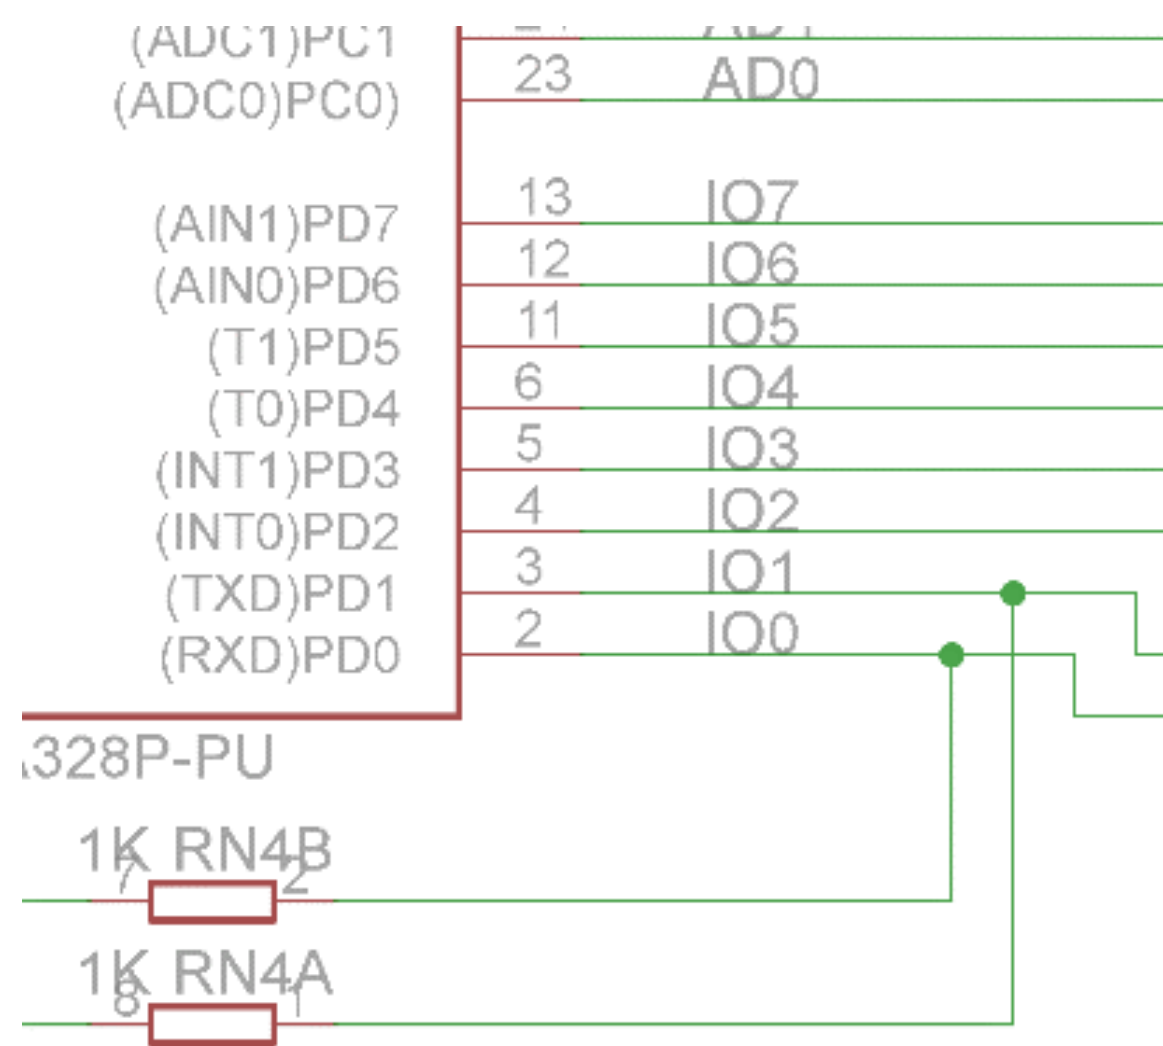 (ADC1)PC1
23 AD0
(ADC0)PC0)
13 IO7
(AIN1)PD7
12 IO6
(AIN0)PD6
11 IO5
(T1)PD5
6 IO4
(T0)PD4
5 IO3
(INT1)PD3
4 IO2
(INT0)PD2
3 IO1
(TXD)PD1
2 IO0
(RXD)PD0
328P-PU
1K RN4B
7 2
1K RN4A
8 1